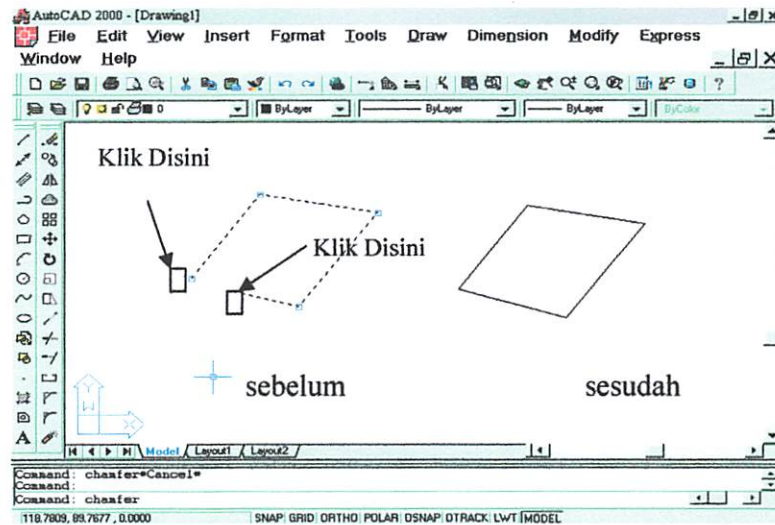 AutoCAD 2000 - [Drawing1]
File Edit View Insert Format Tools Draw Dimension Modify Express
Window Help
0 ByLayer ByLayer ByLayer ByColor
Klik Disini
Klik Disini
sebelum sesudah
Y
W
X
A
Model Layout1 Layout2
Command: chamfer*Cancel*
Command:
Command: chamfer
118.7809, 89.7677 , 0.0000 SNAP GRID ORTHO POLAR OSNAP OTRACK LWT MODEL